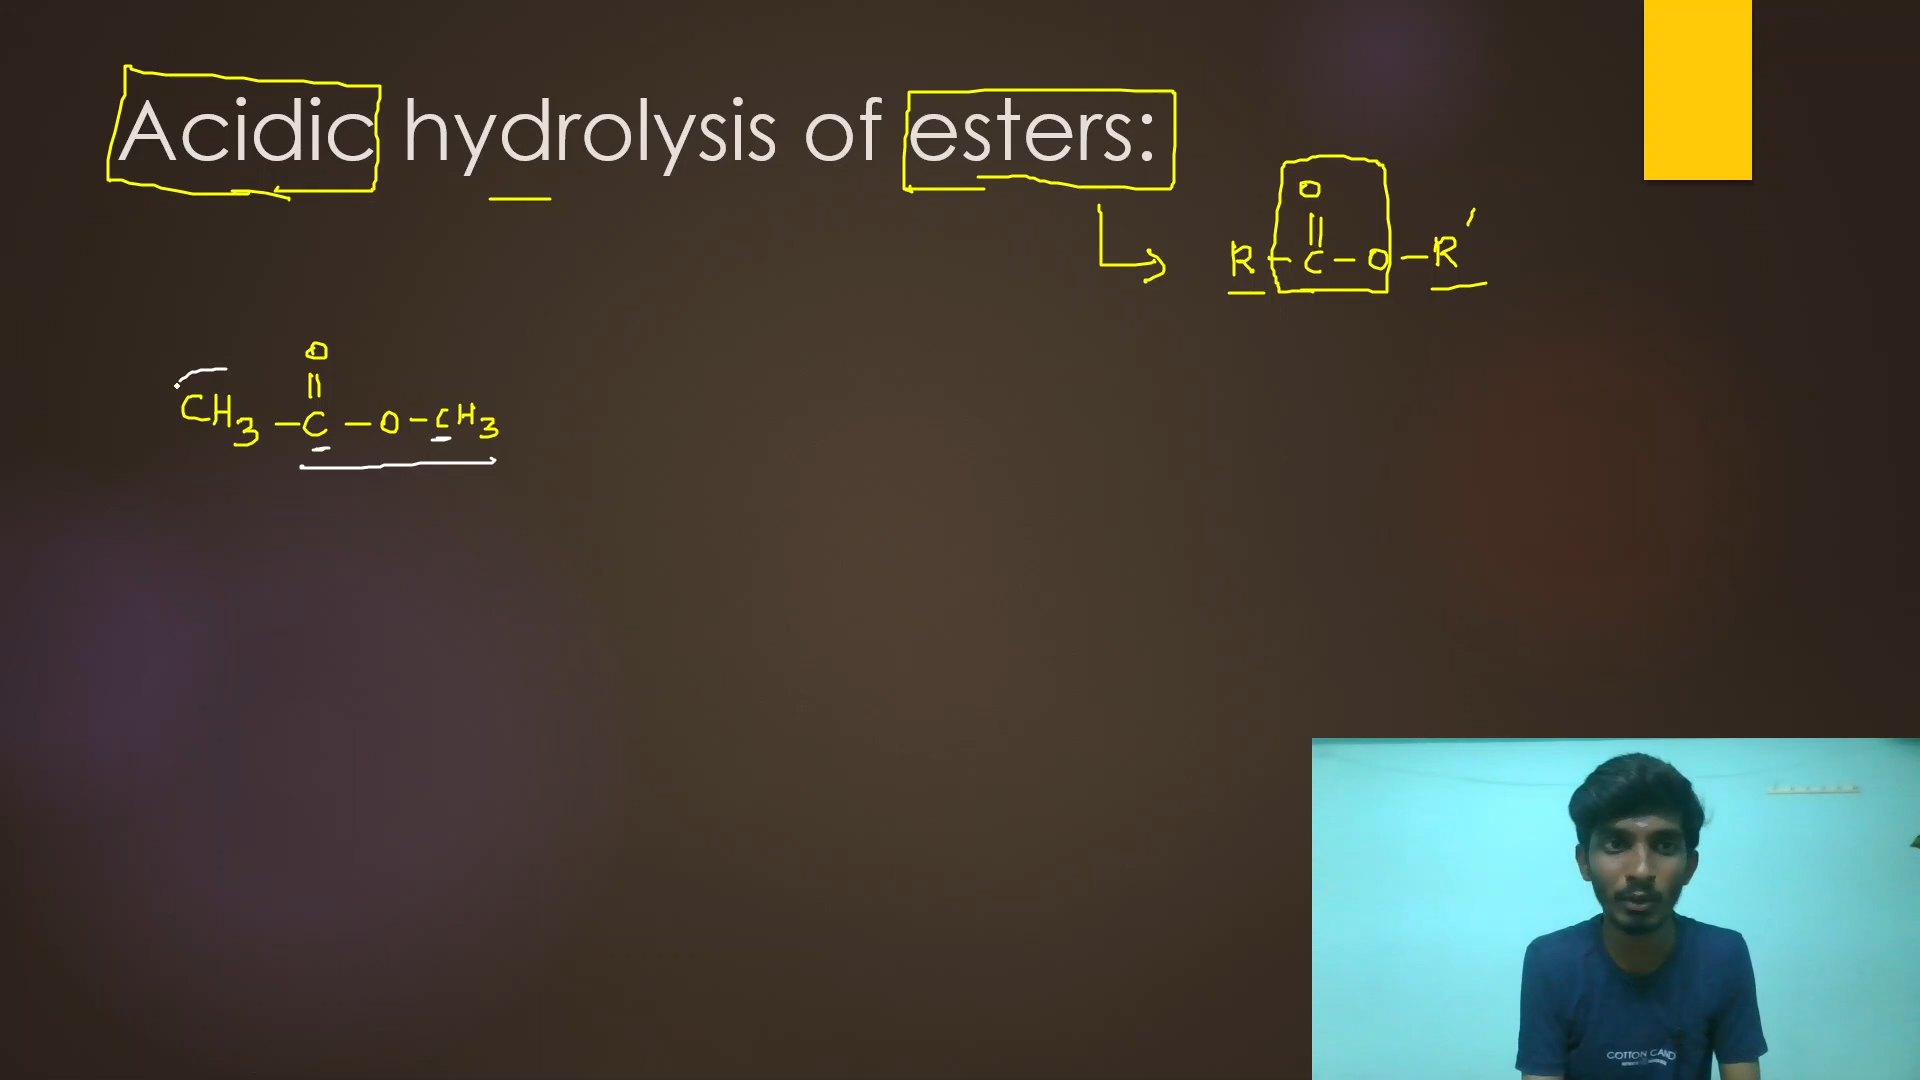 Acidic hydrolysis of esters:
O
||
R - C - O - R'
O
||
CH3 - C - O - CH3
COTTON CAND